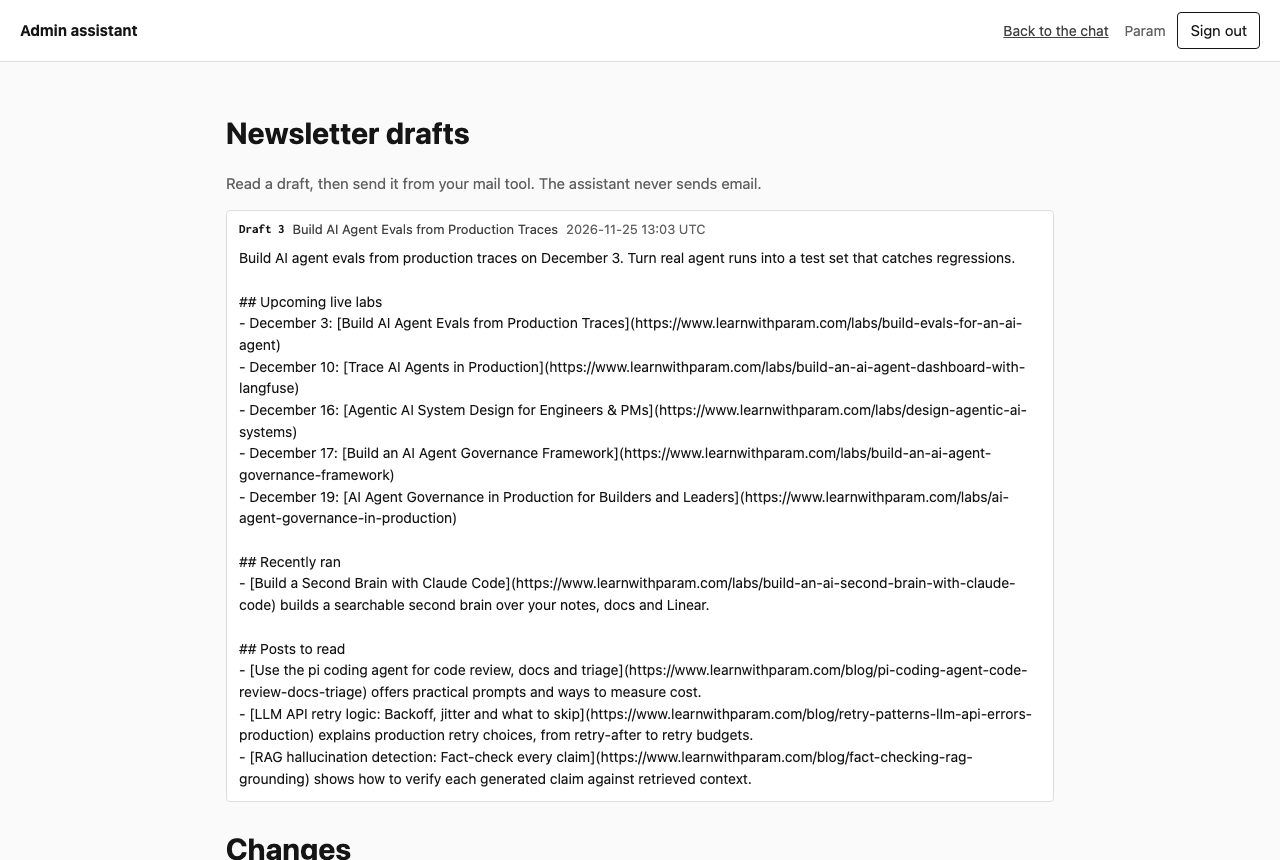 Admin assistant
Back to the chat
Param
Sign out
Newsletter drafts
Read a draft, then send it from your mail tool. The assistant never sends email.
Draft 3 Build AI Agent Evals from Production Traces 2026-11-25 13:03 UTC
Build AI agent evals from production traces on December 3. Turn real agent runs into a test set that catches regressions.
## Upcoming live labs
- December 3: [Build AI Agent Evals from Production Traces](https://www.learnwithparam.com/labs/build-evals-for-an-ai-
agent)
- December 10: [Trace AI Agents in Production](https://www.learnwithparam.com/labs/build-an-ai-agent-dashboard-with-
langfuse)
- December 16: [Agentic AI System Design for Engineers & PMs](https://www.learnwithparam.com/labs/design-agentic-ai-
systems)
- December 17: [Build an AI Agent Governance Framework](https://www.learnwithparam.com/labs/build-an-ai-agent-
governance-framework)
- December 19: [AI Agent Governance in Production for Builders and Leaders](https://www.learnwithparam.com/labs/ai-
agent-governance-in-production)
## Recently ran
- [Build a Second Brain with Claude Code](https://www.learnwithparam.com/labs/build-an-ai-second-brain-with-claude-
code) builds a searchable second brain over your notes, docs and Linear.
## Posts to read
- [Use the pi coding agent for code review, docs and triage](https://www.learnwithparam.com/blog/pi-coding-agent-code-
review-docs-triage) offers practical prompts and ways to measure cost.
- [LLM API retry logic: Backoff, jitter and what to skip](https://www.learnwithparam.com/blog/retry-patterns-llm-api-errors-
production) explains production retry choices, from retry-after to retry budgets.
- [RAG hallucination detection: Fact-check every claim](https://www.learnwithparam.com/blog/fact-checking-rag-
grounding) shows how to verify each generated claim against retrieved context.
Changes